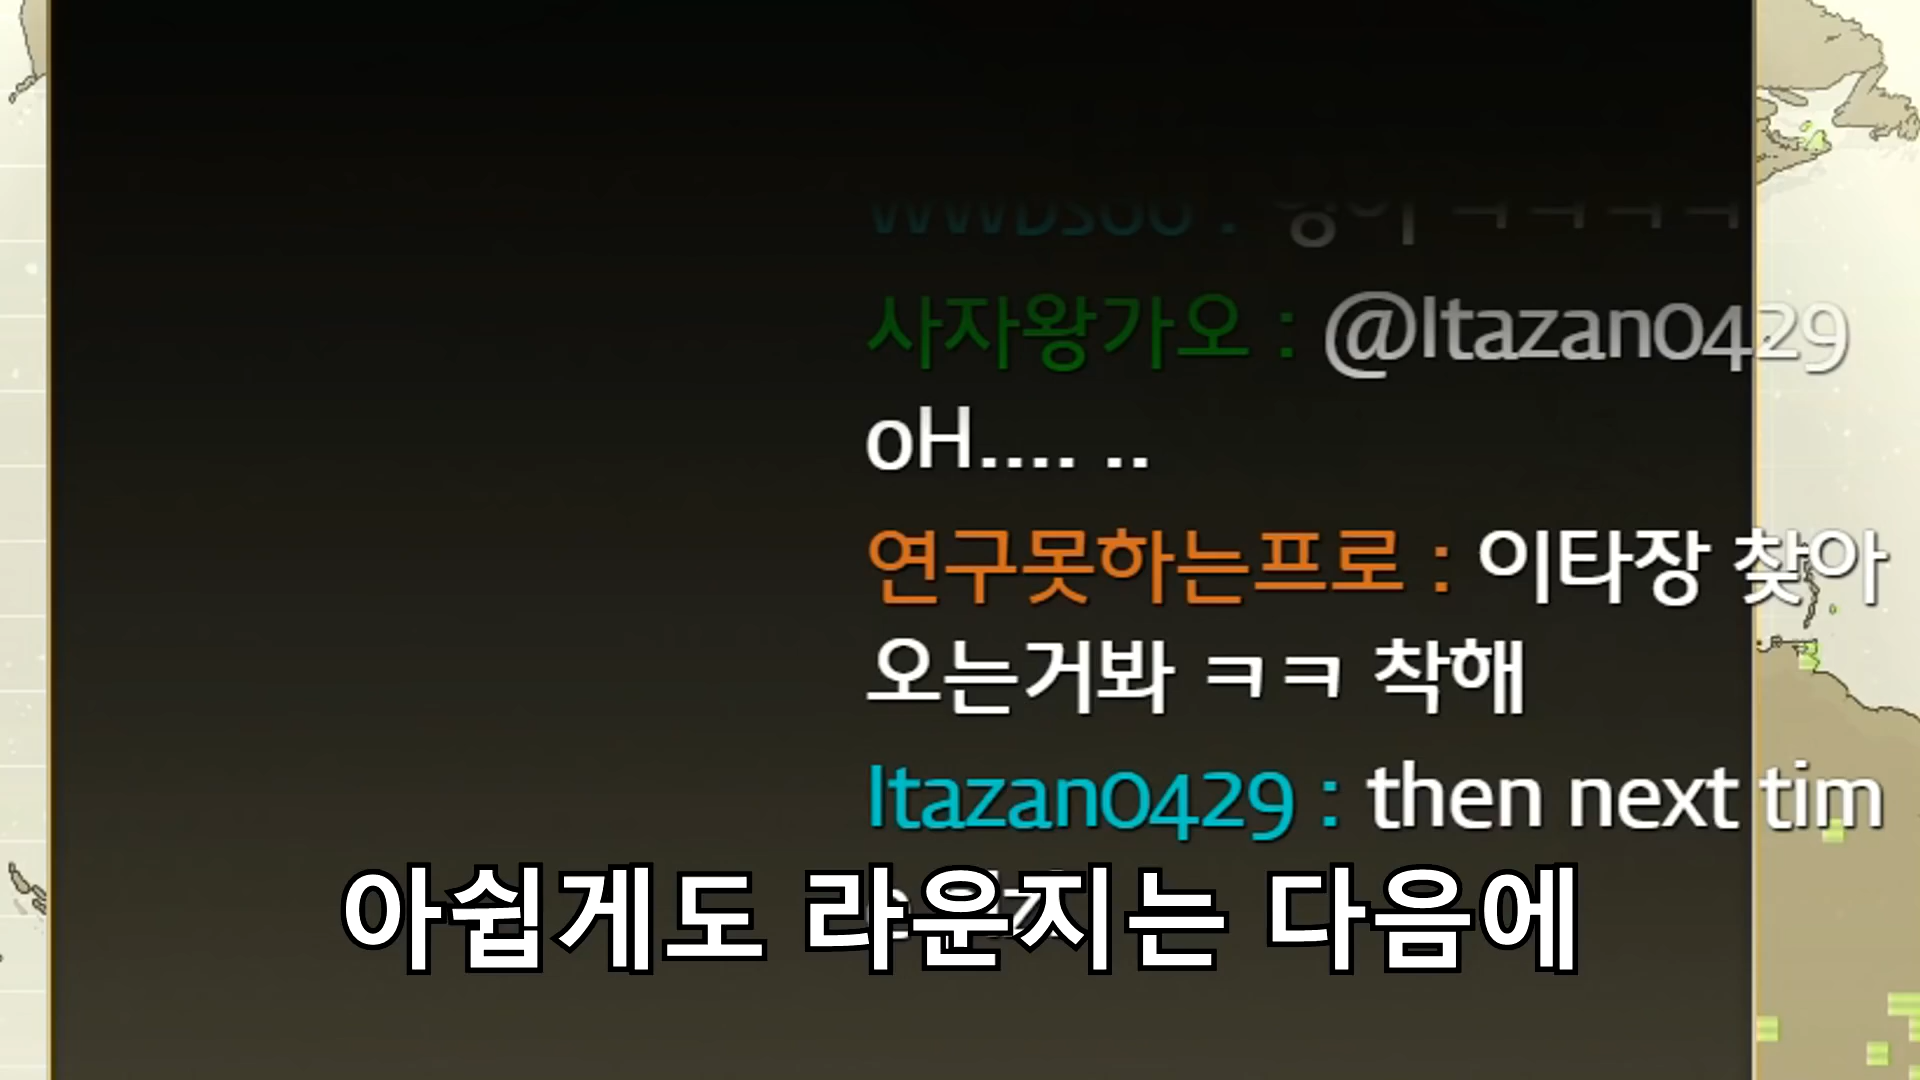 사자왕가오 : @Itazan0429
oH.... ..
연구못하는프로 : 이타장 찾아
오는거봐 ㅋㅋ 착해
Itazan0429 : then next tim
아쉽게도 라운지는 다음에